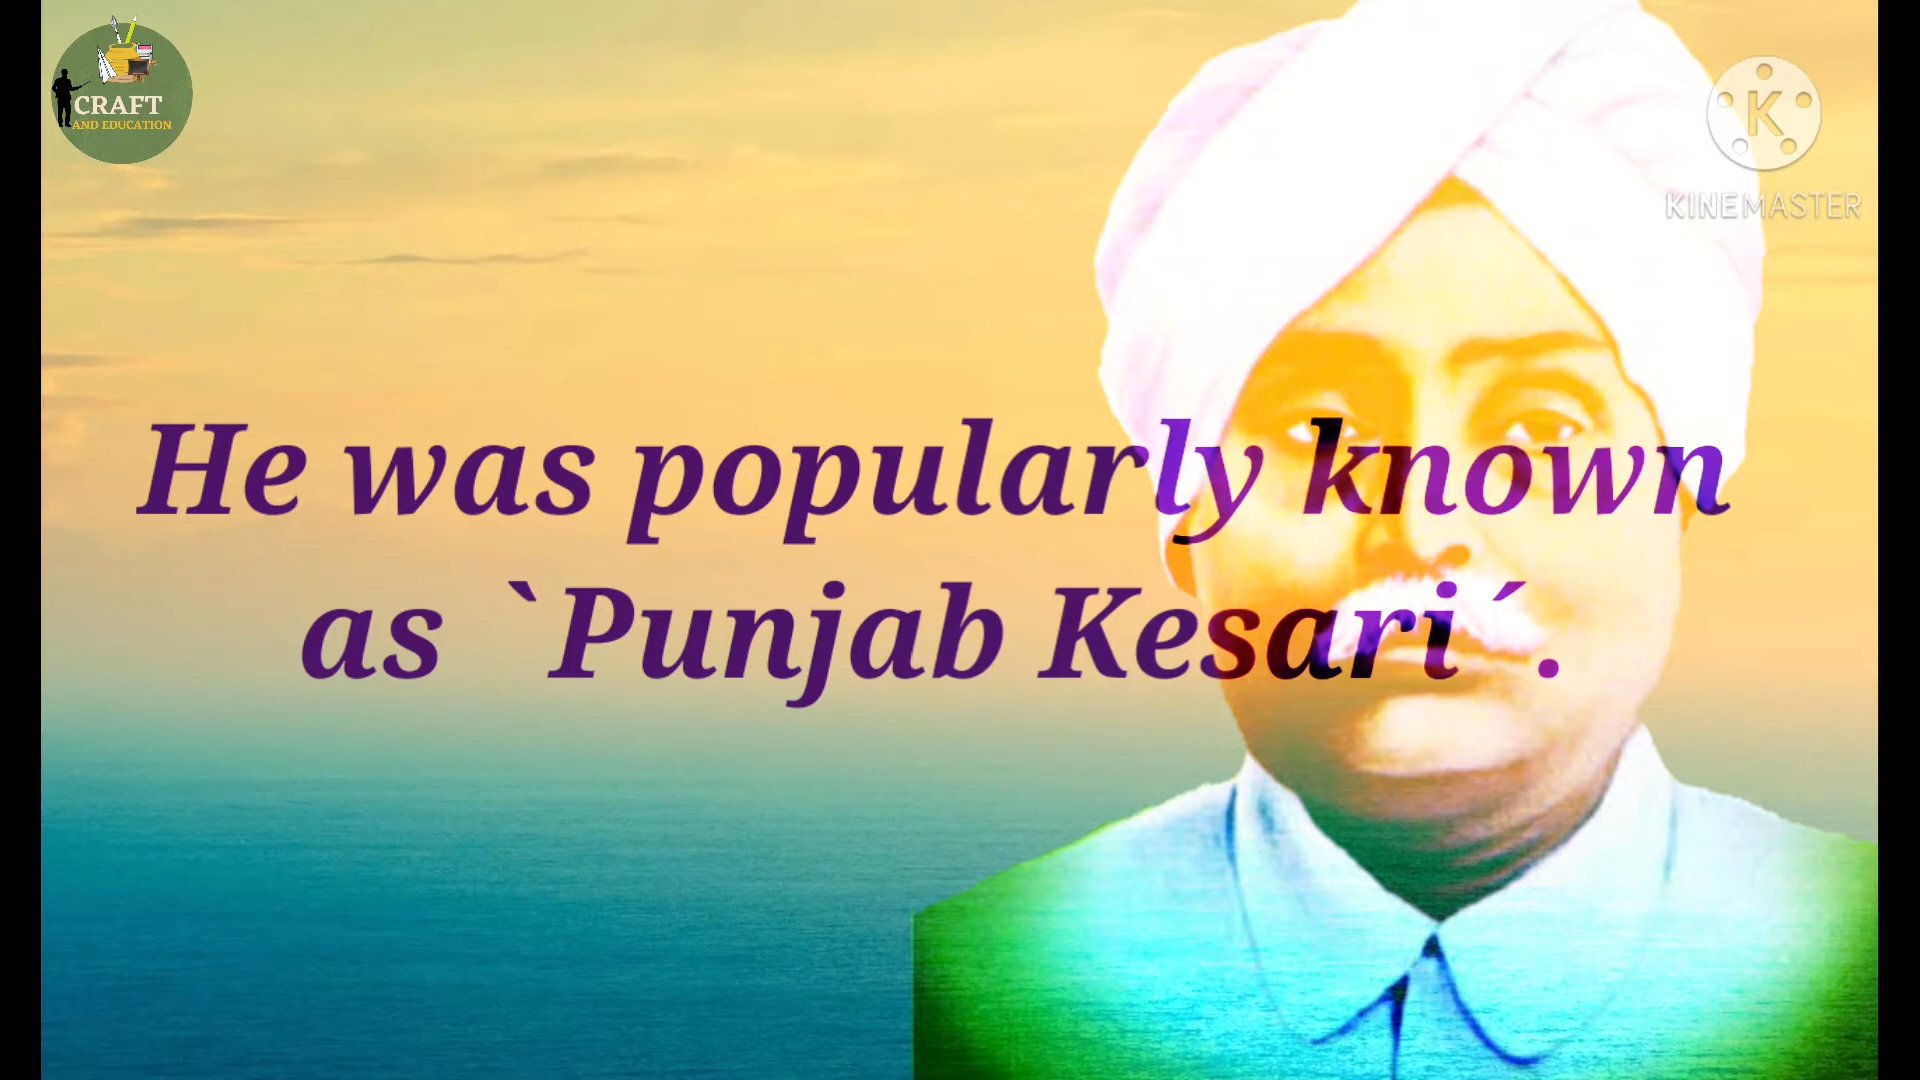 CRAFT
AND EDUCATION
K
KINEMASTER
He was popularly known
as `Punjab Kesari´.